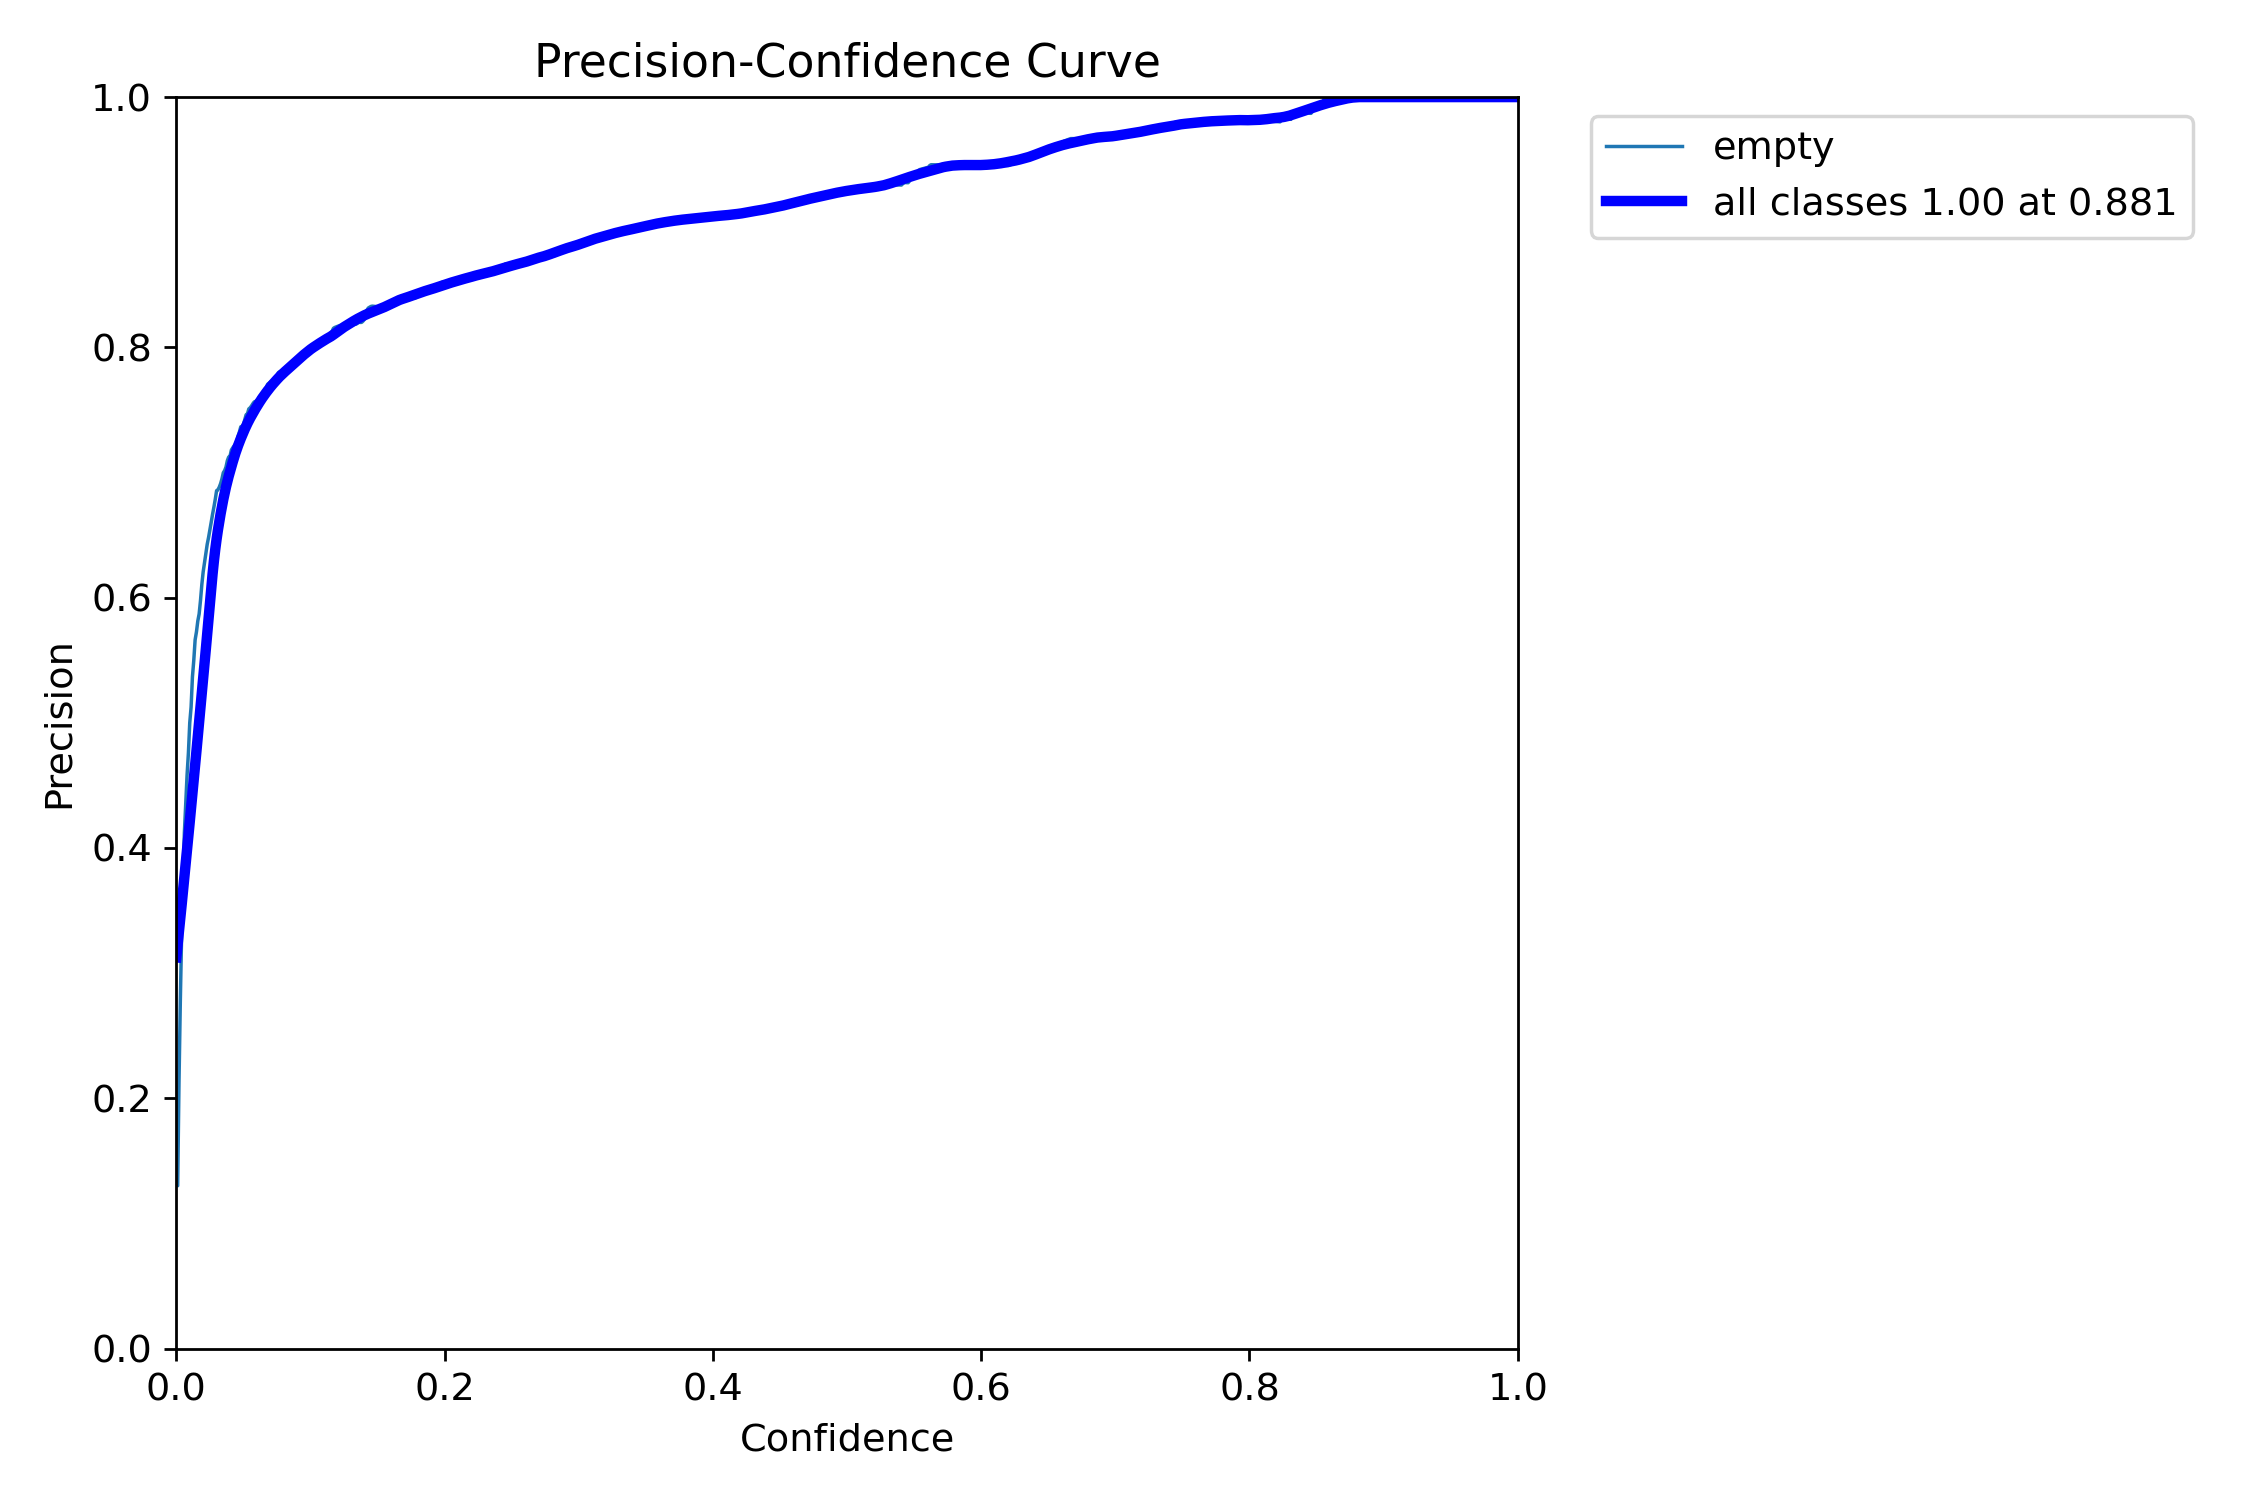 Precision-Confidence Curve
1.0
0.8
0.6
0.4
0.2
0.0
Precision
0.0 0.2 0.4 0.6 0.8 1.0
Confidence
empty
all classes 1.00 at 0.881